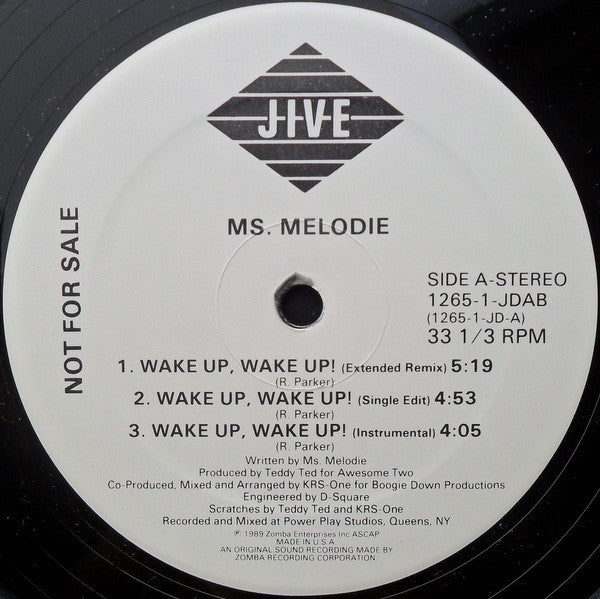 JIVE
MS. MELODIE
NOT FOR SALE
SIDE A-STEREO
1265-1-JDAB
(1265-1-JD-A)
33 1/3 RPM
1. WAKE UP, WAKE UP! (Extended Remix) 5:19
(R. Parker)
2. WAKE UP, WAKE UP! (Single Edit) 4:53
(R. Parker)
3. WAKE UP, WAKE UP! (Instrumental) 4:05
(R. Parker)
Written by Ms. Melodie
Produced by Teddy Ted for Awesome Two
Co-Produced, Mixed and Arranged by KRS-One for Boogie Down Productions
Engineered by D-Square
Scratches by Teddy Ted and KRS-One
Recorded and Mixed at Power Play Studios, Queens, NY
℗ 1989 Zomba Enterprises Inc ASCAP
MADE IN U.S.A
AN ORIGINAL SOUND RECORDING MADE BY
ZOMBA RECORDING CORPORATION